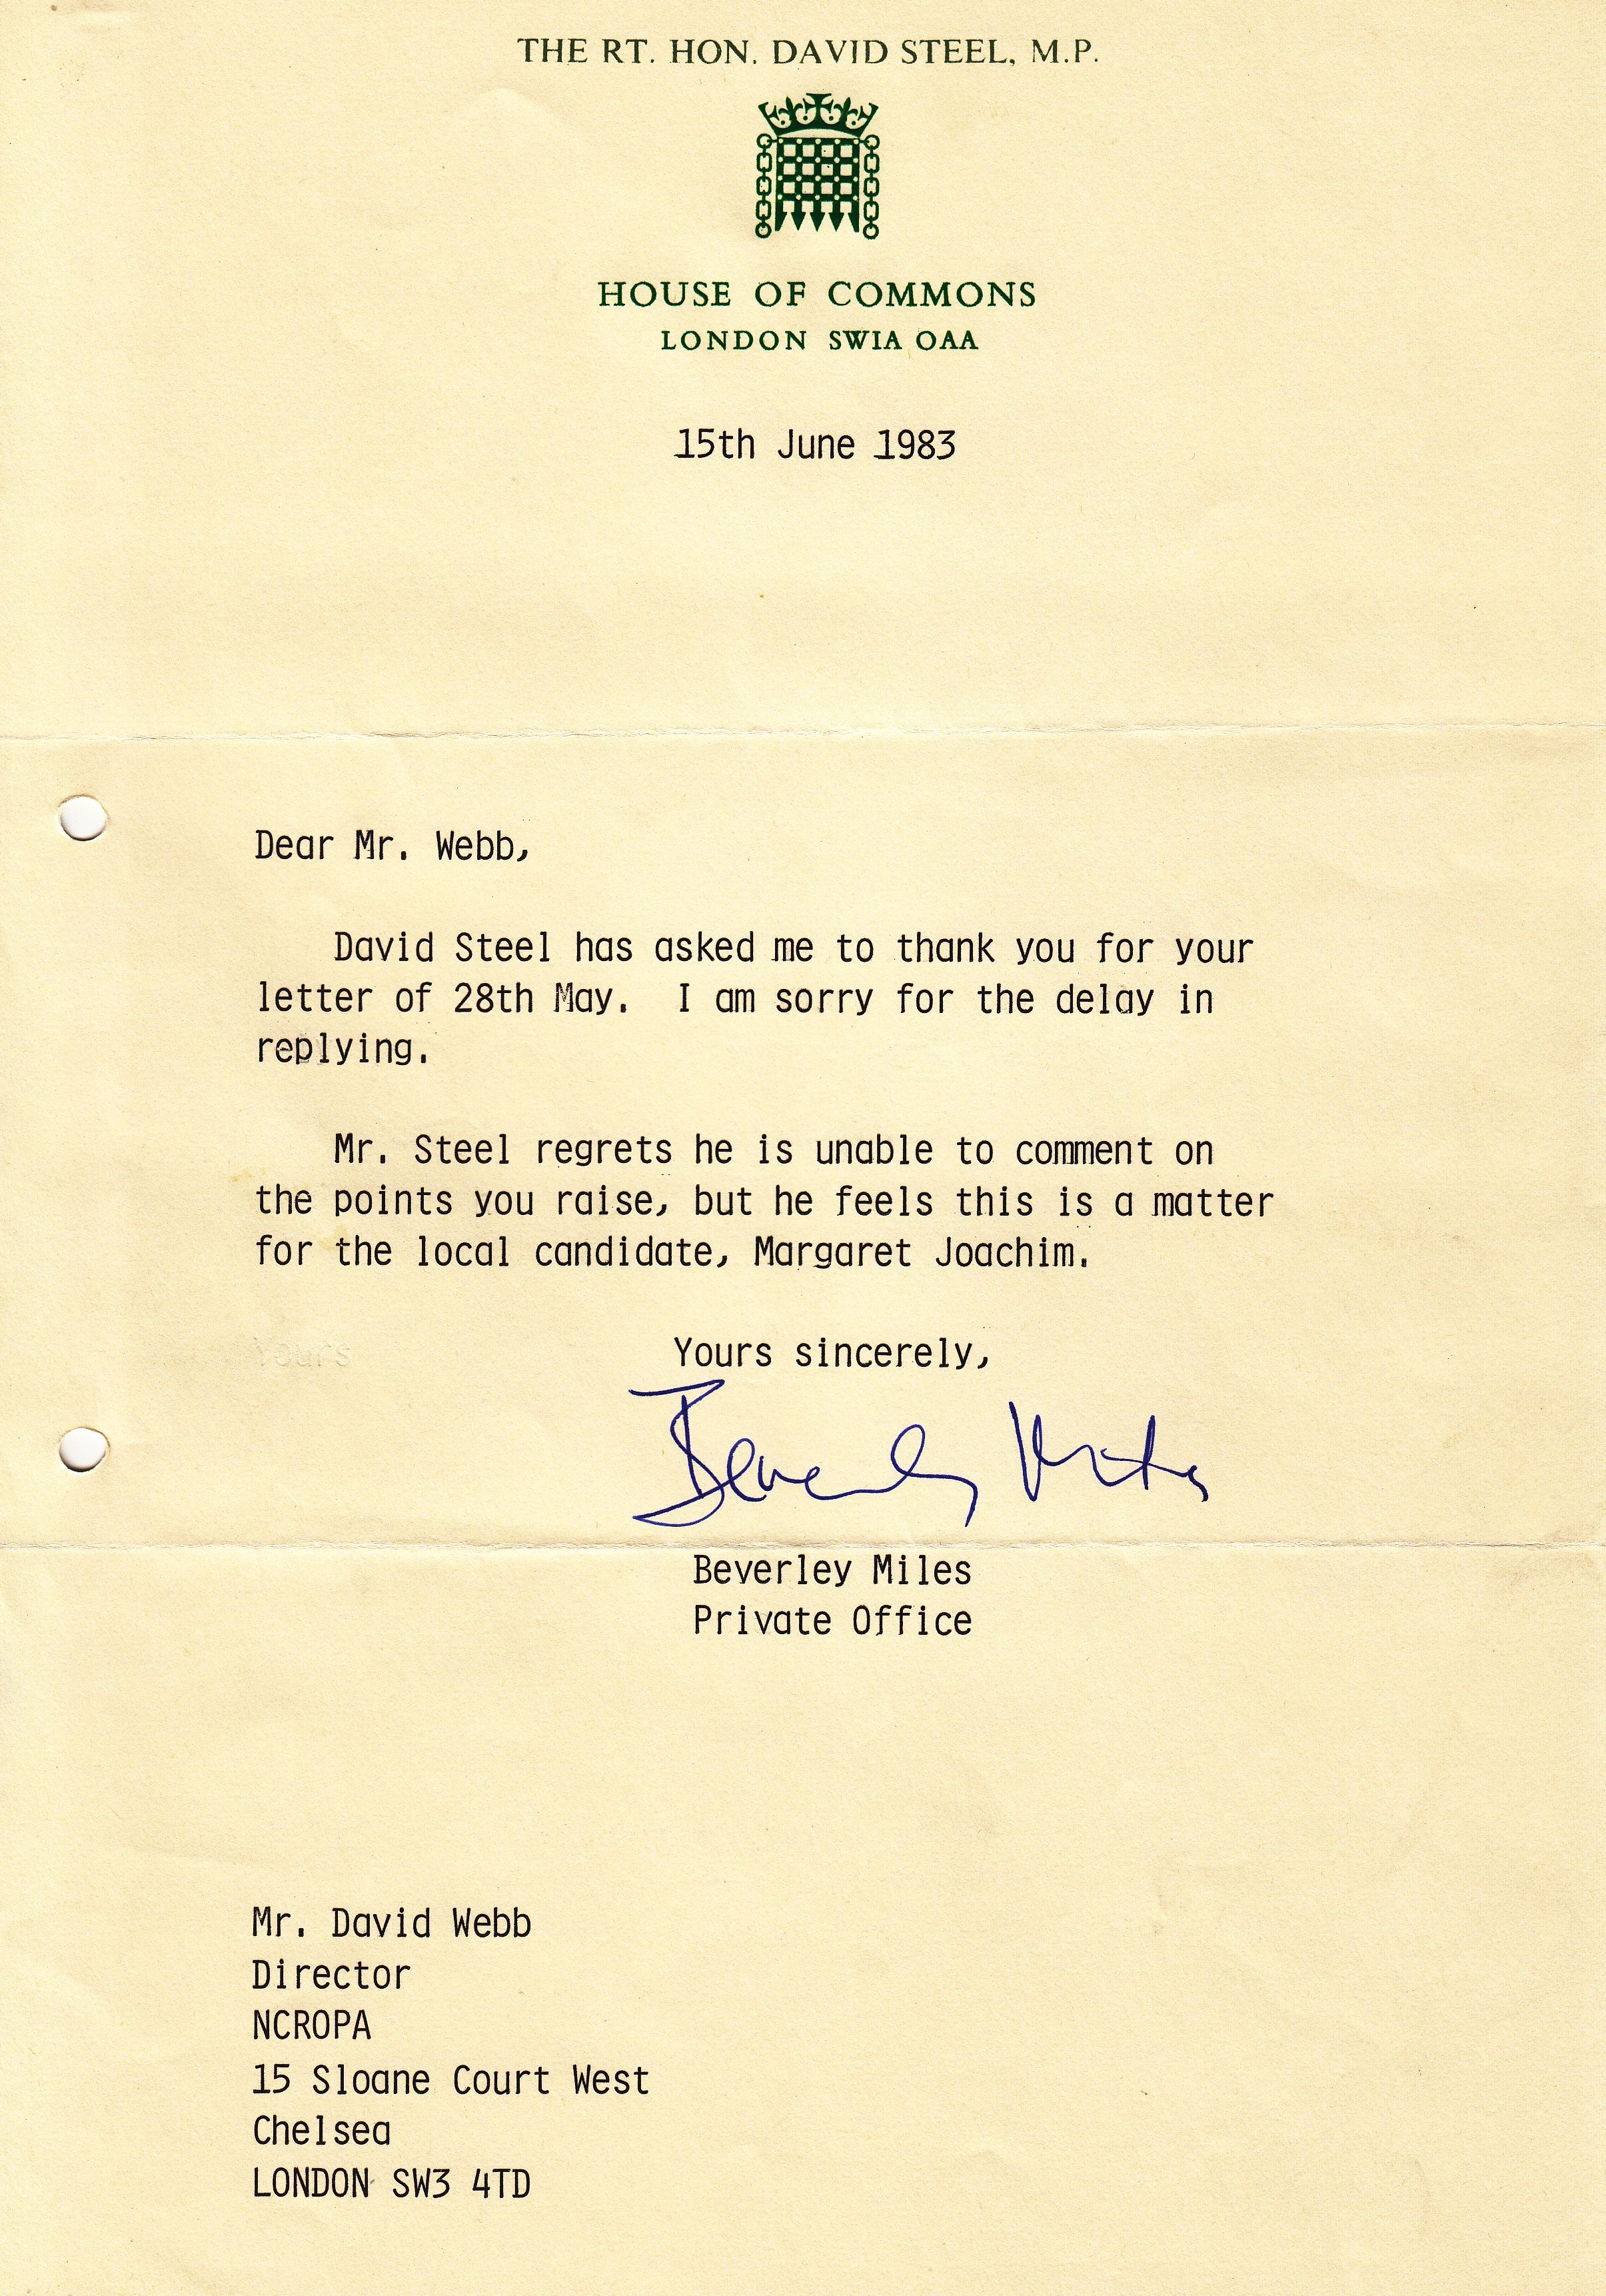 THE RT. HON. DAVID STEEL, M.P.
HOUSE OF COMMONS
LONDON SW1A OAA
15th June 1983
Dear Mr. Webb,
David Steel has asked me to thank you for your
letter of 28th May. I am sorry for the delay in
replying.
Mr. Steel regrets he is unable to comment on
the points you raise, but he feels this is a matter
for the local candidate, Margaret Joachim.
Yours
Yours sincerely,
Beverley Miles
Beverley Miles
Private Office
Mr. David Webb
Director
NCROPA
15 Sloane Court West
Chelsea
LONDON SW3 4TD